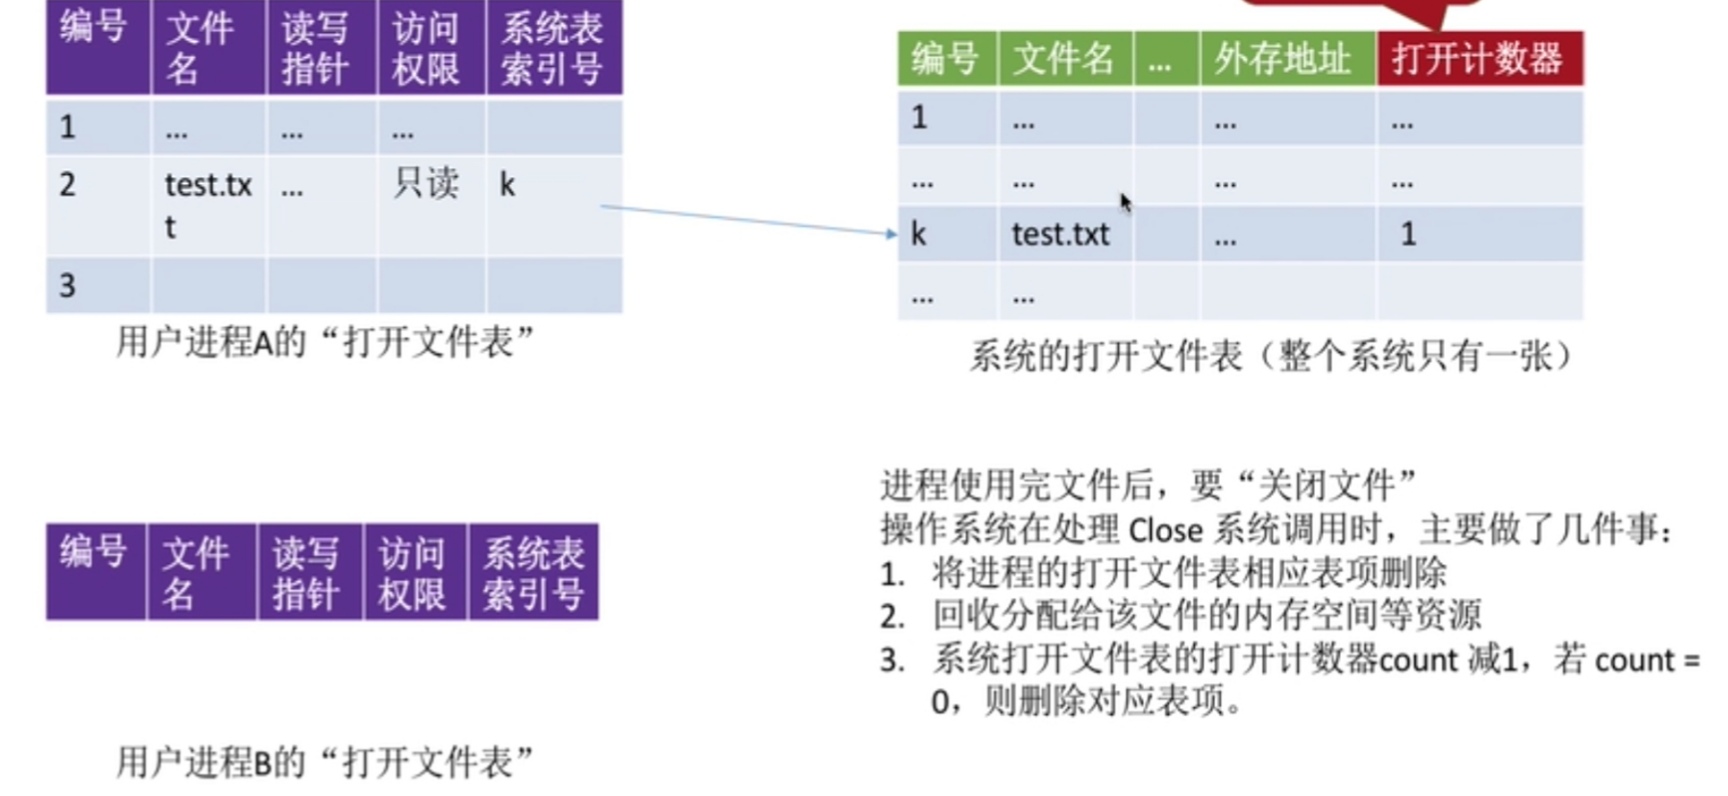 编号 文件名 读写指针 访问权限 系统表索引号
1 ... ... ...
2 test.txt ... 只读 k
3
用户进程A的“打开文件表”
编号 文件名 ... 外存地址 打开计数器
1 ... ... ...
... ... ... ...
k test.txt ... 1
... ...
系统的打开文件表（整个系统只有一张）
进程使用完文件后，要“关闭文件”
操作系统在处理 Close 系统调用时，主要做了几件事：
1. 将进程的打开文件表相应表项删除
2. 回收分配给该文件的内存空间等资源
3. 系统打开文件表的打开计数器count 减1，若 count =
0，则删除对应表项。
编号 文件名 读写指针 访问权限 系统表索引号
用户进程B的“打开文件表”